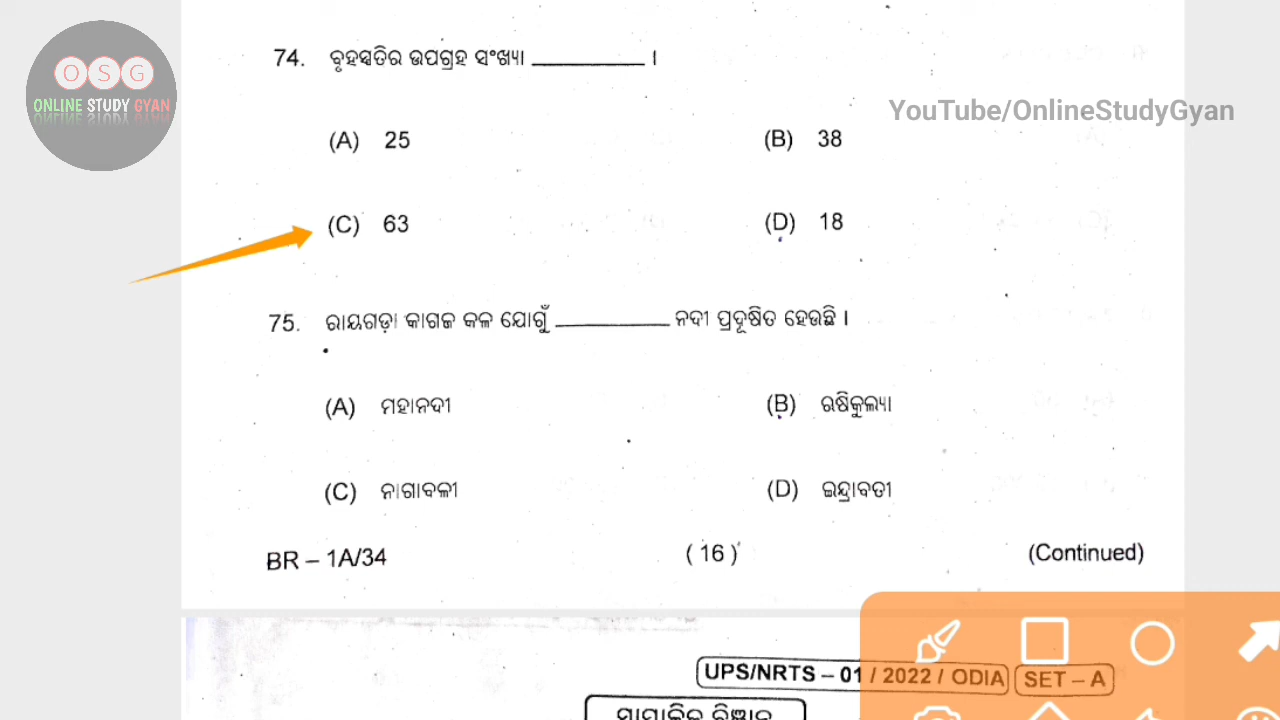 OSG
ONLINE STUDY GYAN
YouTube/OnlineStudyGyan
74. ବୃହସ୍ପତିର ଉପଗ୍ରହ ସଂଖ୍ୟା __________ ।
(A) 25 (B) 38
(C) 63 (D) 18
75. ରାୟଗଡ଼ା କାଗଜ କଳ ଯୋଗୁଁ __________ ନଦୀ ପ୍ରଦୂଷିତ ହେଉଛି ।
(A) ମହାନଦୀ (B) ଋଷିକୁଲ୍ୟା
(C) ନାଗାବଳୀ (D) ଇନ୍ଦ୍ରାବତୀ
BR – 1A/34 ( 16 ) (Continued)
UPS/NRTS – 01 / 2022 / ODIA SET – A
ସାମାଜିକ ବିଜ୍ଞାନ